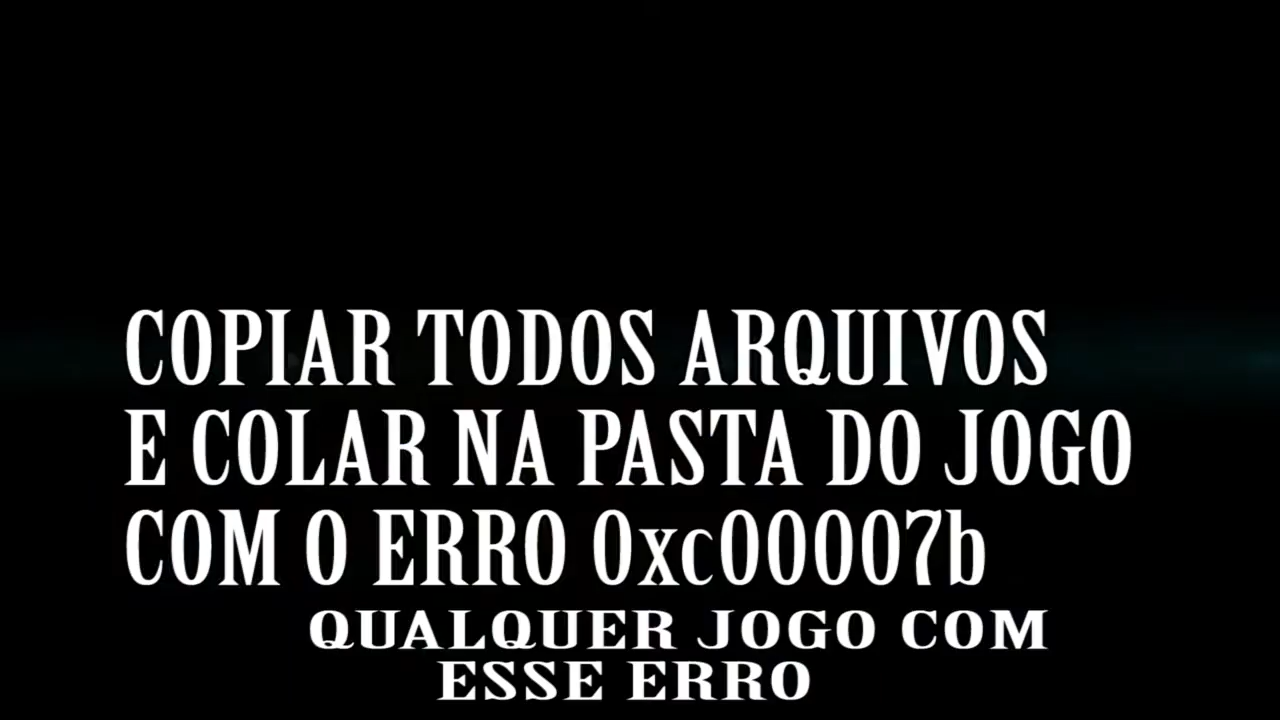 COPIAR TODOS ARQUIVOS
E COLAR NA PASTA DO JOGO
COM O ERRO 0xc00007b
QUALQUER JOGO COM
ESSE ERRO